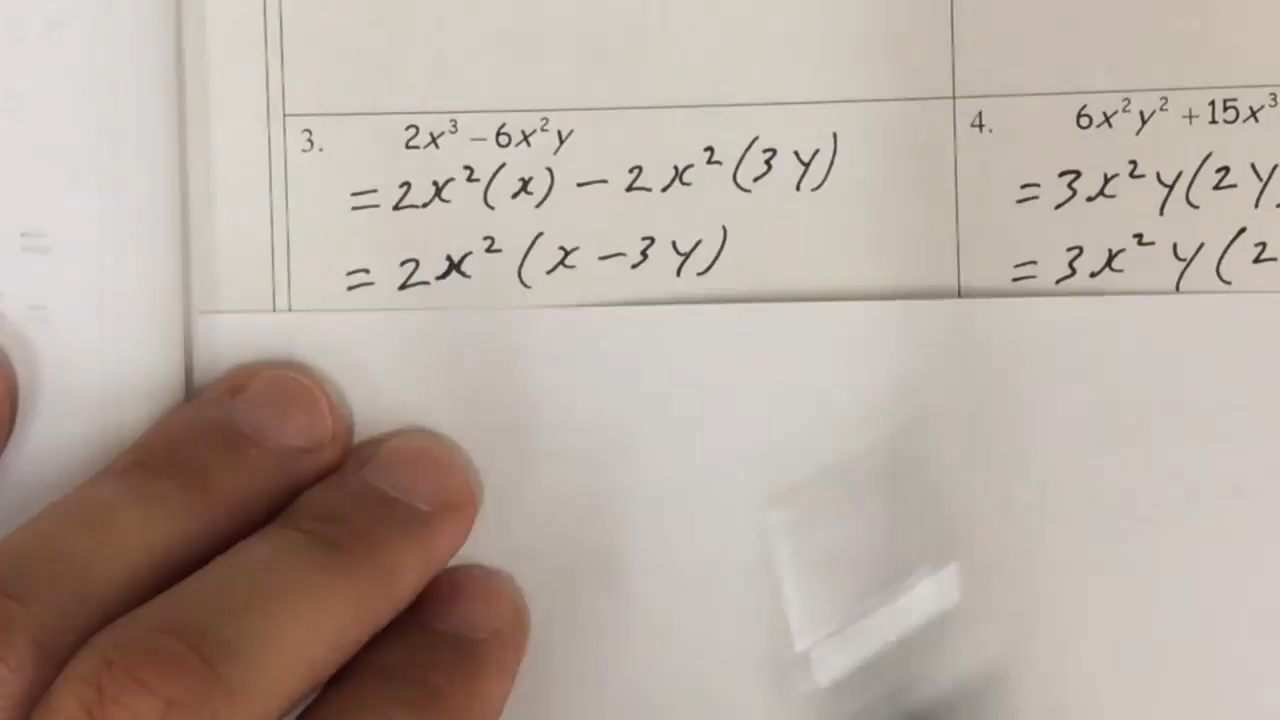 3. 2x³ – 6x²y
= 2x²(x) – 2x²(3y)
= 2x²(x – 3y)
4. 6x²y² + 15x³
= 3x²y(2y
= 3x²y(2